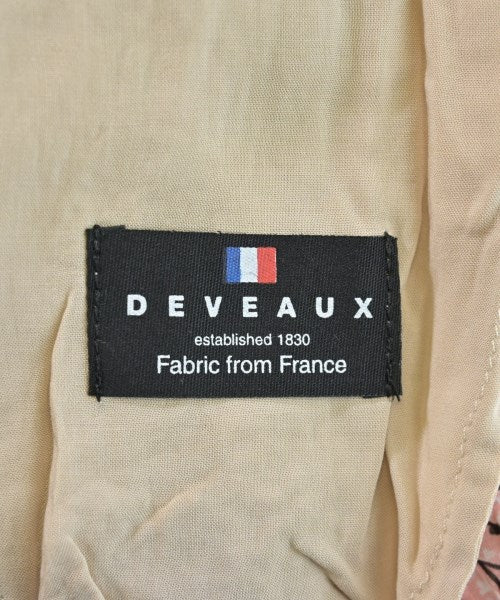 DEVEAUX
established 1830
Fabric from France